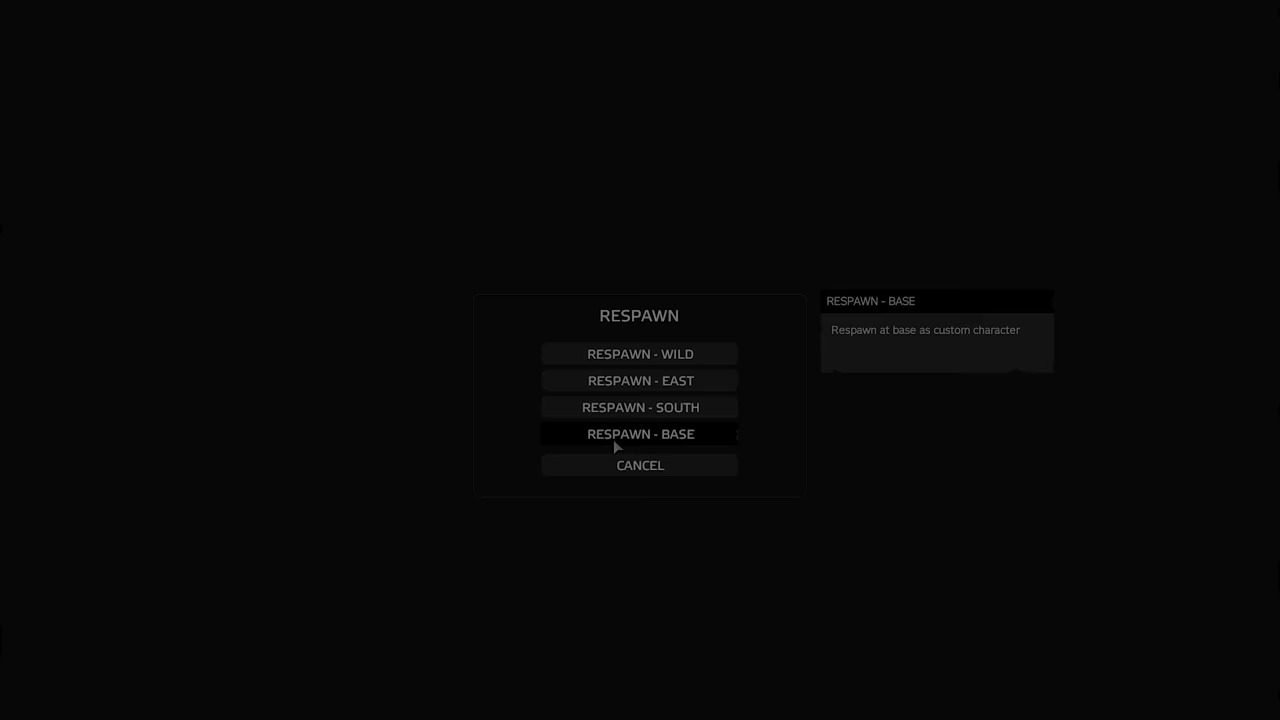 RESPAWN
RESPAWN - WILD
RESPAWN - EAST
RESPAWN - SOUTH
RESPAWN - BASE
CANCEL
RESPAWN - BASE
Respawn at base as custom character